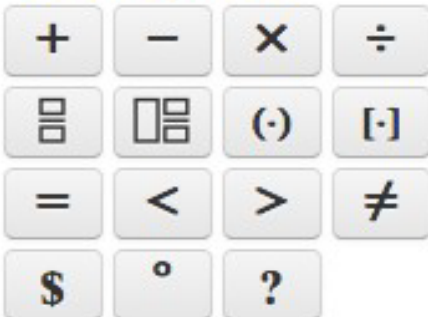 + − × ÷
(·) [·]
= < > ≠
$ ° ?